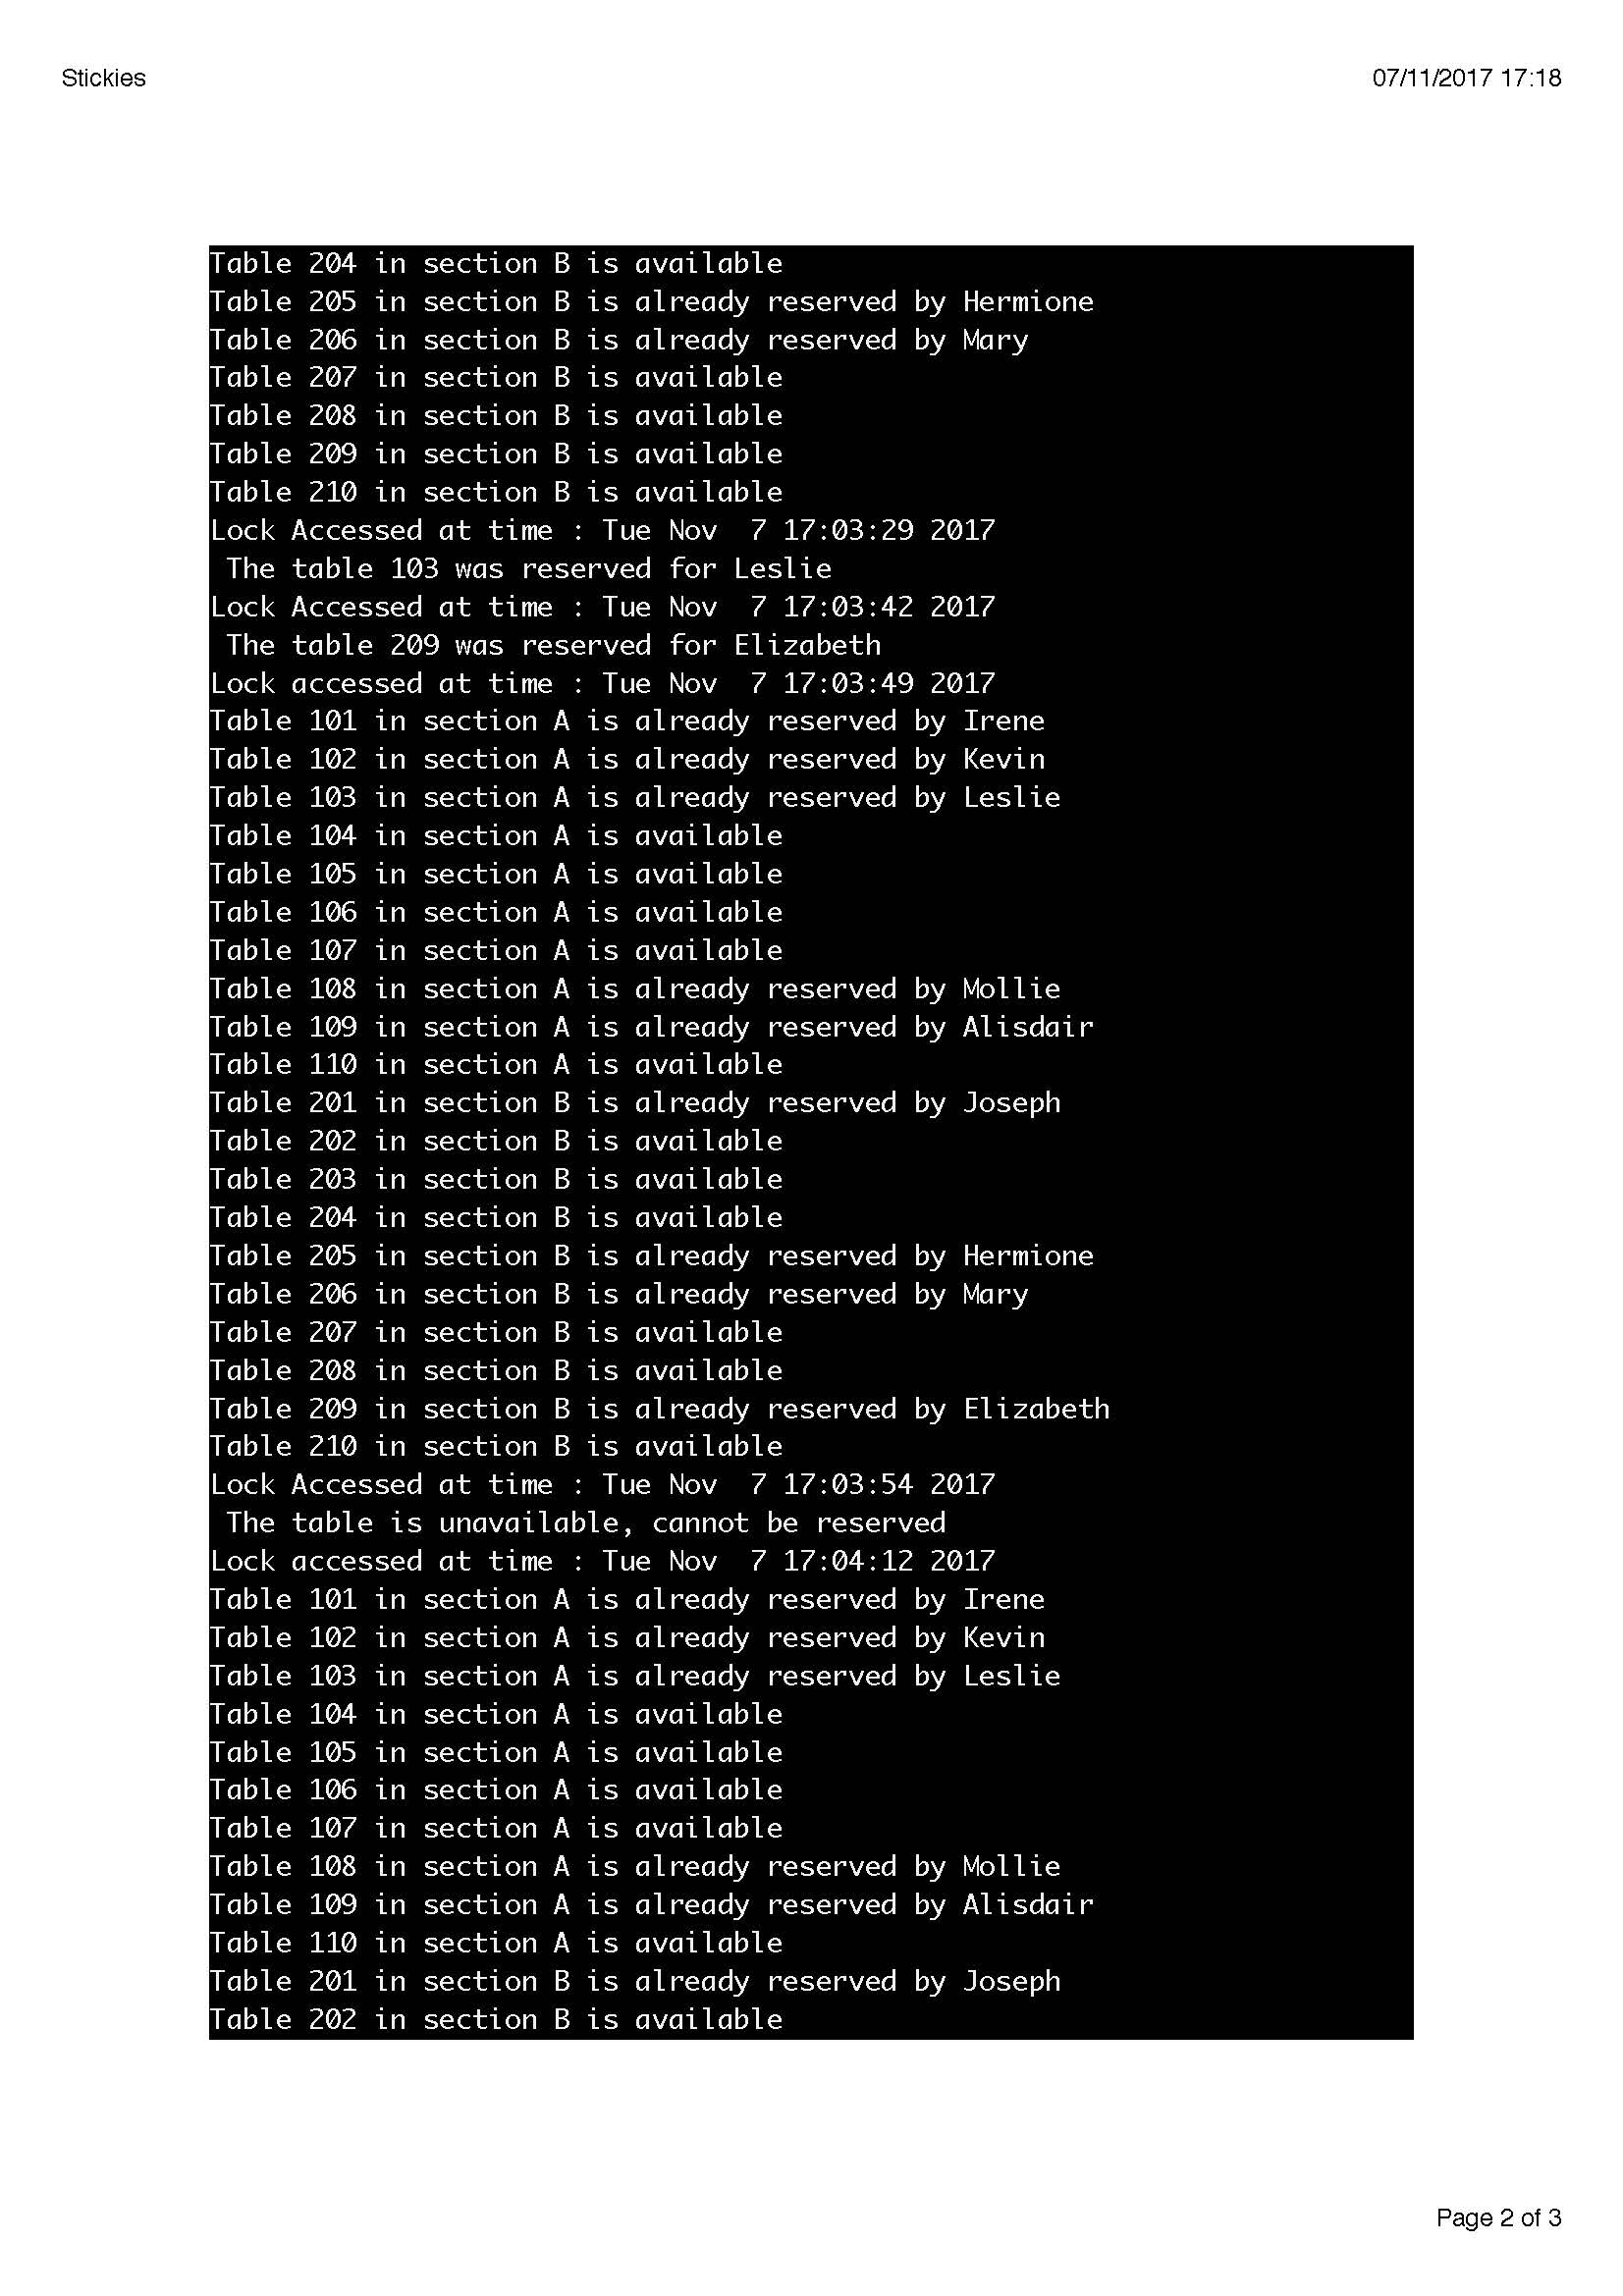 Stickies
07/11/2017 17:18
Table 204 in section B is available
Table 205 in section B is already reserved by Hermione
Table 206 in section B is already reserved by Mary
Table 207 in section B is available
Table 208 in section B is available
Table 209 in section B is available
Table 210 in section B is available
Lock Accessed at time : Tue Nov  7 17:03:29 2017
 The table 103 was reserved for Leslie
Lock Accessed at time : Tue Nov  7 17:03:42 2017
 The table 209 was reserved for Elizabeth
Lock accessed at time : Tue Nov  7 17:03:49 2017
Table 101 in section A is already reserved by Irene
Table 102 in section A is already reserved by Kevin
Table 103 in section A is already reserved by Leslie
Table 104 in section A is available
Table 105 in section A is available
Table 106 in section A is available
Table 107 in section A is available
Table 108 in section A is already reserved by Mollie
Table 109 in section A is already reserved by Alisdair
Table 110 in section A is available
Table 201 in section B is already reserved by Joseph
Table 202 in section B is available
Table 203 in section B is available
Table 204 in section B is available
Table 205 in section B is already reserved by Hermione
Table 206 in section B is already reserved by Mary
Table 207 in section B is available
Table 208 in section B is available
Table 209 in section B is already reserved by Elizabeth
Table 210 in section B is available
Lock Accessed at time : Tue Nov  7 17:03:54 2017
 The table is unavailable, cannot be reserved
Lock accessed at time : Tue Nov  7 17:04:12 2017
Table 101 in section A is already reserved by Irene
Table 102 in section A is already reserved by Kevin
Table 103 in section A is already reserved by Leslie
Table 104 in section A is available
Table 105 in section A is available
Table 106 in section A is available
Table 107 in section A is available
Table 108 in section A is already reserved by Mollie
Table 109 in section A is already reserved by Alisdair
Table 110 in section A is available
Table 201 in section B is already reserved by Joseph
Table 202 in section B is available
Page 2 of 3